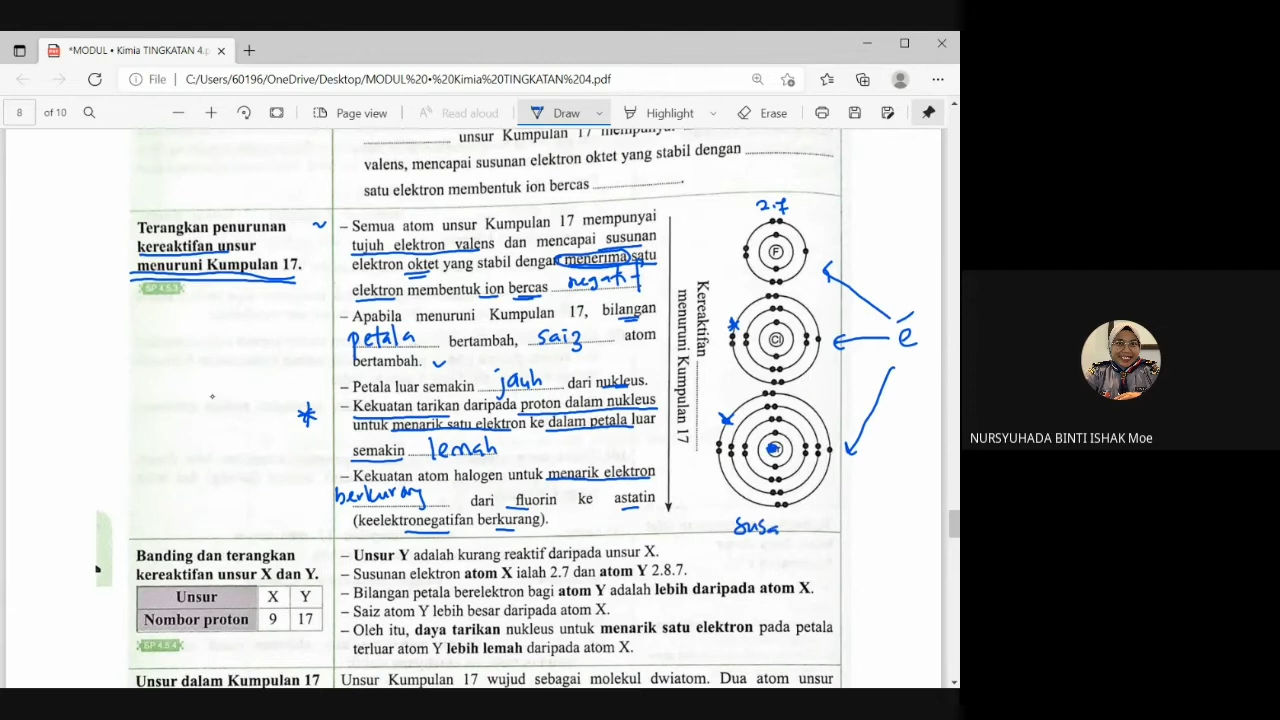 *MODUL • Kimia TINGKATAN 4.p
File
C:/Users/60196/OneDrive/Desktop/MODUL%20•%20Kimia%20TINGKATAN%204.pdf
8 of 10
Page view
Read aloud
Draw
Highlight
Erase
unsur Kumpulan 17
valens, mencapai susunan elektron oktet yang stabil dengan
satu elektron membentuk ion bercas
Terangkan penurunan
kereaktifan unsur
menuruni Kumpulan 17.
SP 4.5.3
– Semua atom unsur Kumpulan 17 mempunyai
tujuh elektron valens dan mencapai susunan
elektron oktet yang stabil dengan menerima satu
elektron membentuk ion bercas negatif
– Apabila menuruni Kumpulan 17, bilangan
petala bertambah, saiz atom
bertambah.
– Petala luar semakin jauh dari nukleus.
* – Kekuatan tarikan daripada proton dalam nukleus
untuk menarik satu elektron ke dalam petala luar
semakin lemah
– Kekuatan atom halogen untuk menarik elektron
berkurang dari fluorin ke astatin
(keelektronegatifan berkurang).
Kereaktifan
menuruni Kumpulan 17
2.7
F
Cl
e
susa
Banding dan terangkan
kereaktifan unsur X dan Y.
Unsur X Y
Nombor proton 9 17
SP 4.5.4
– Unsur Y adalah kurang reaktif daripada unsur X.
– Susunan elektron atom X ialah 2.7 dan atom Y 2.8.7.
– Bilangan petala berelektron bagi atom Y adalah lebih daripada atom X.
– Saiz atom Y lebih besar daripada atom X.
– Oleh itu, daya tarikan nukleus untuk menarik satu elektron pada petala
terluar atom Y lebih lemah daripada atom X.
Unsur dalam Kumpulan 17
Unsur Kumpulan 17 wujud sebagai molekul dwiatom. Dua atom unsur
NURSYUHADA BINTI ISHAK Moe